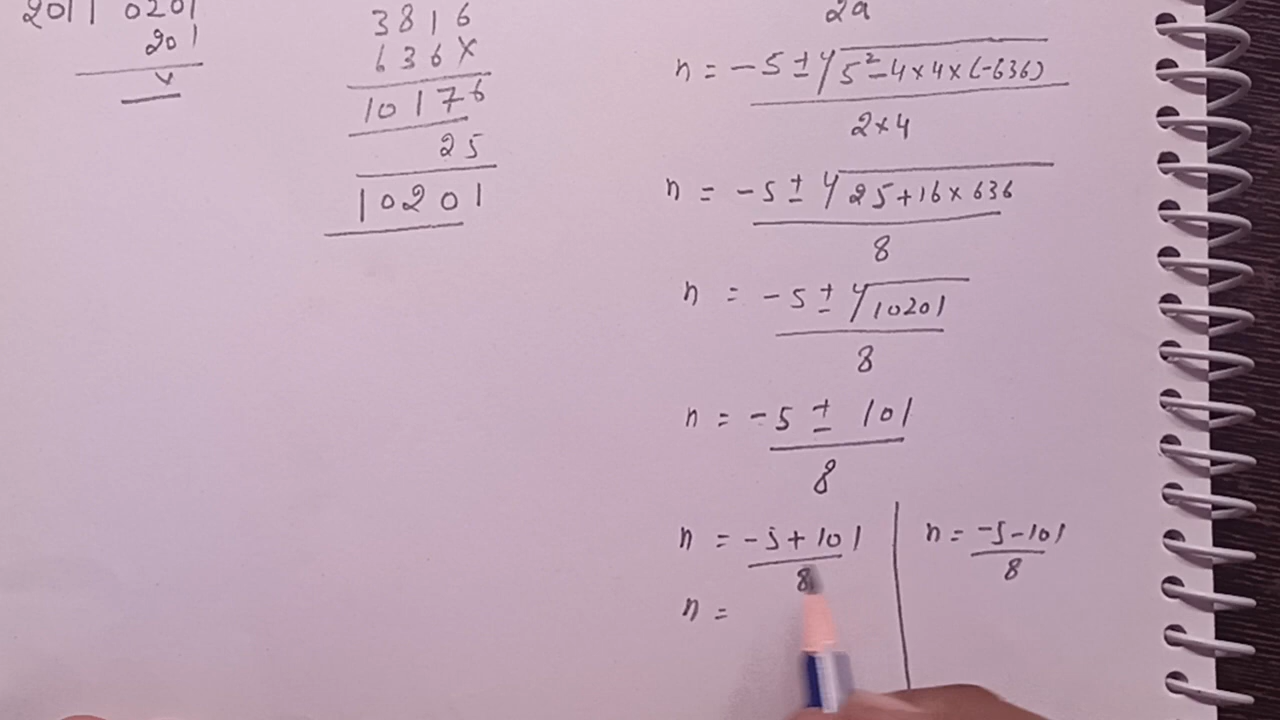 201 | 0201
201
3816
636x
10176
25
10201
2a
n = -5 ± √5² - 4 × 4 × (-636)
2 × 4
n = -5 ± √25 + 16 × 636
8
n = -5 ± √10201
8
n = -5 ± 101
8
n = -5 + 101
8
n =
n = -5 - 101
8